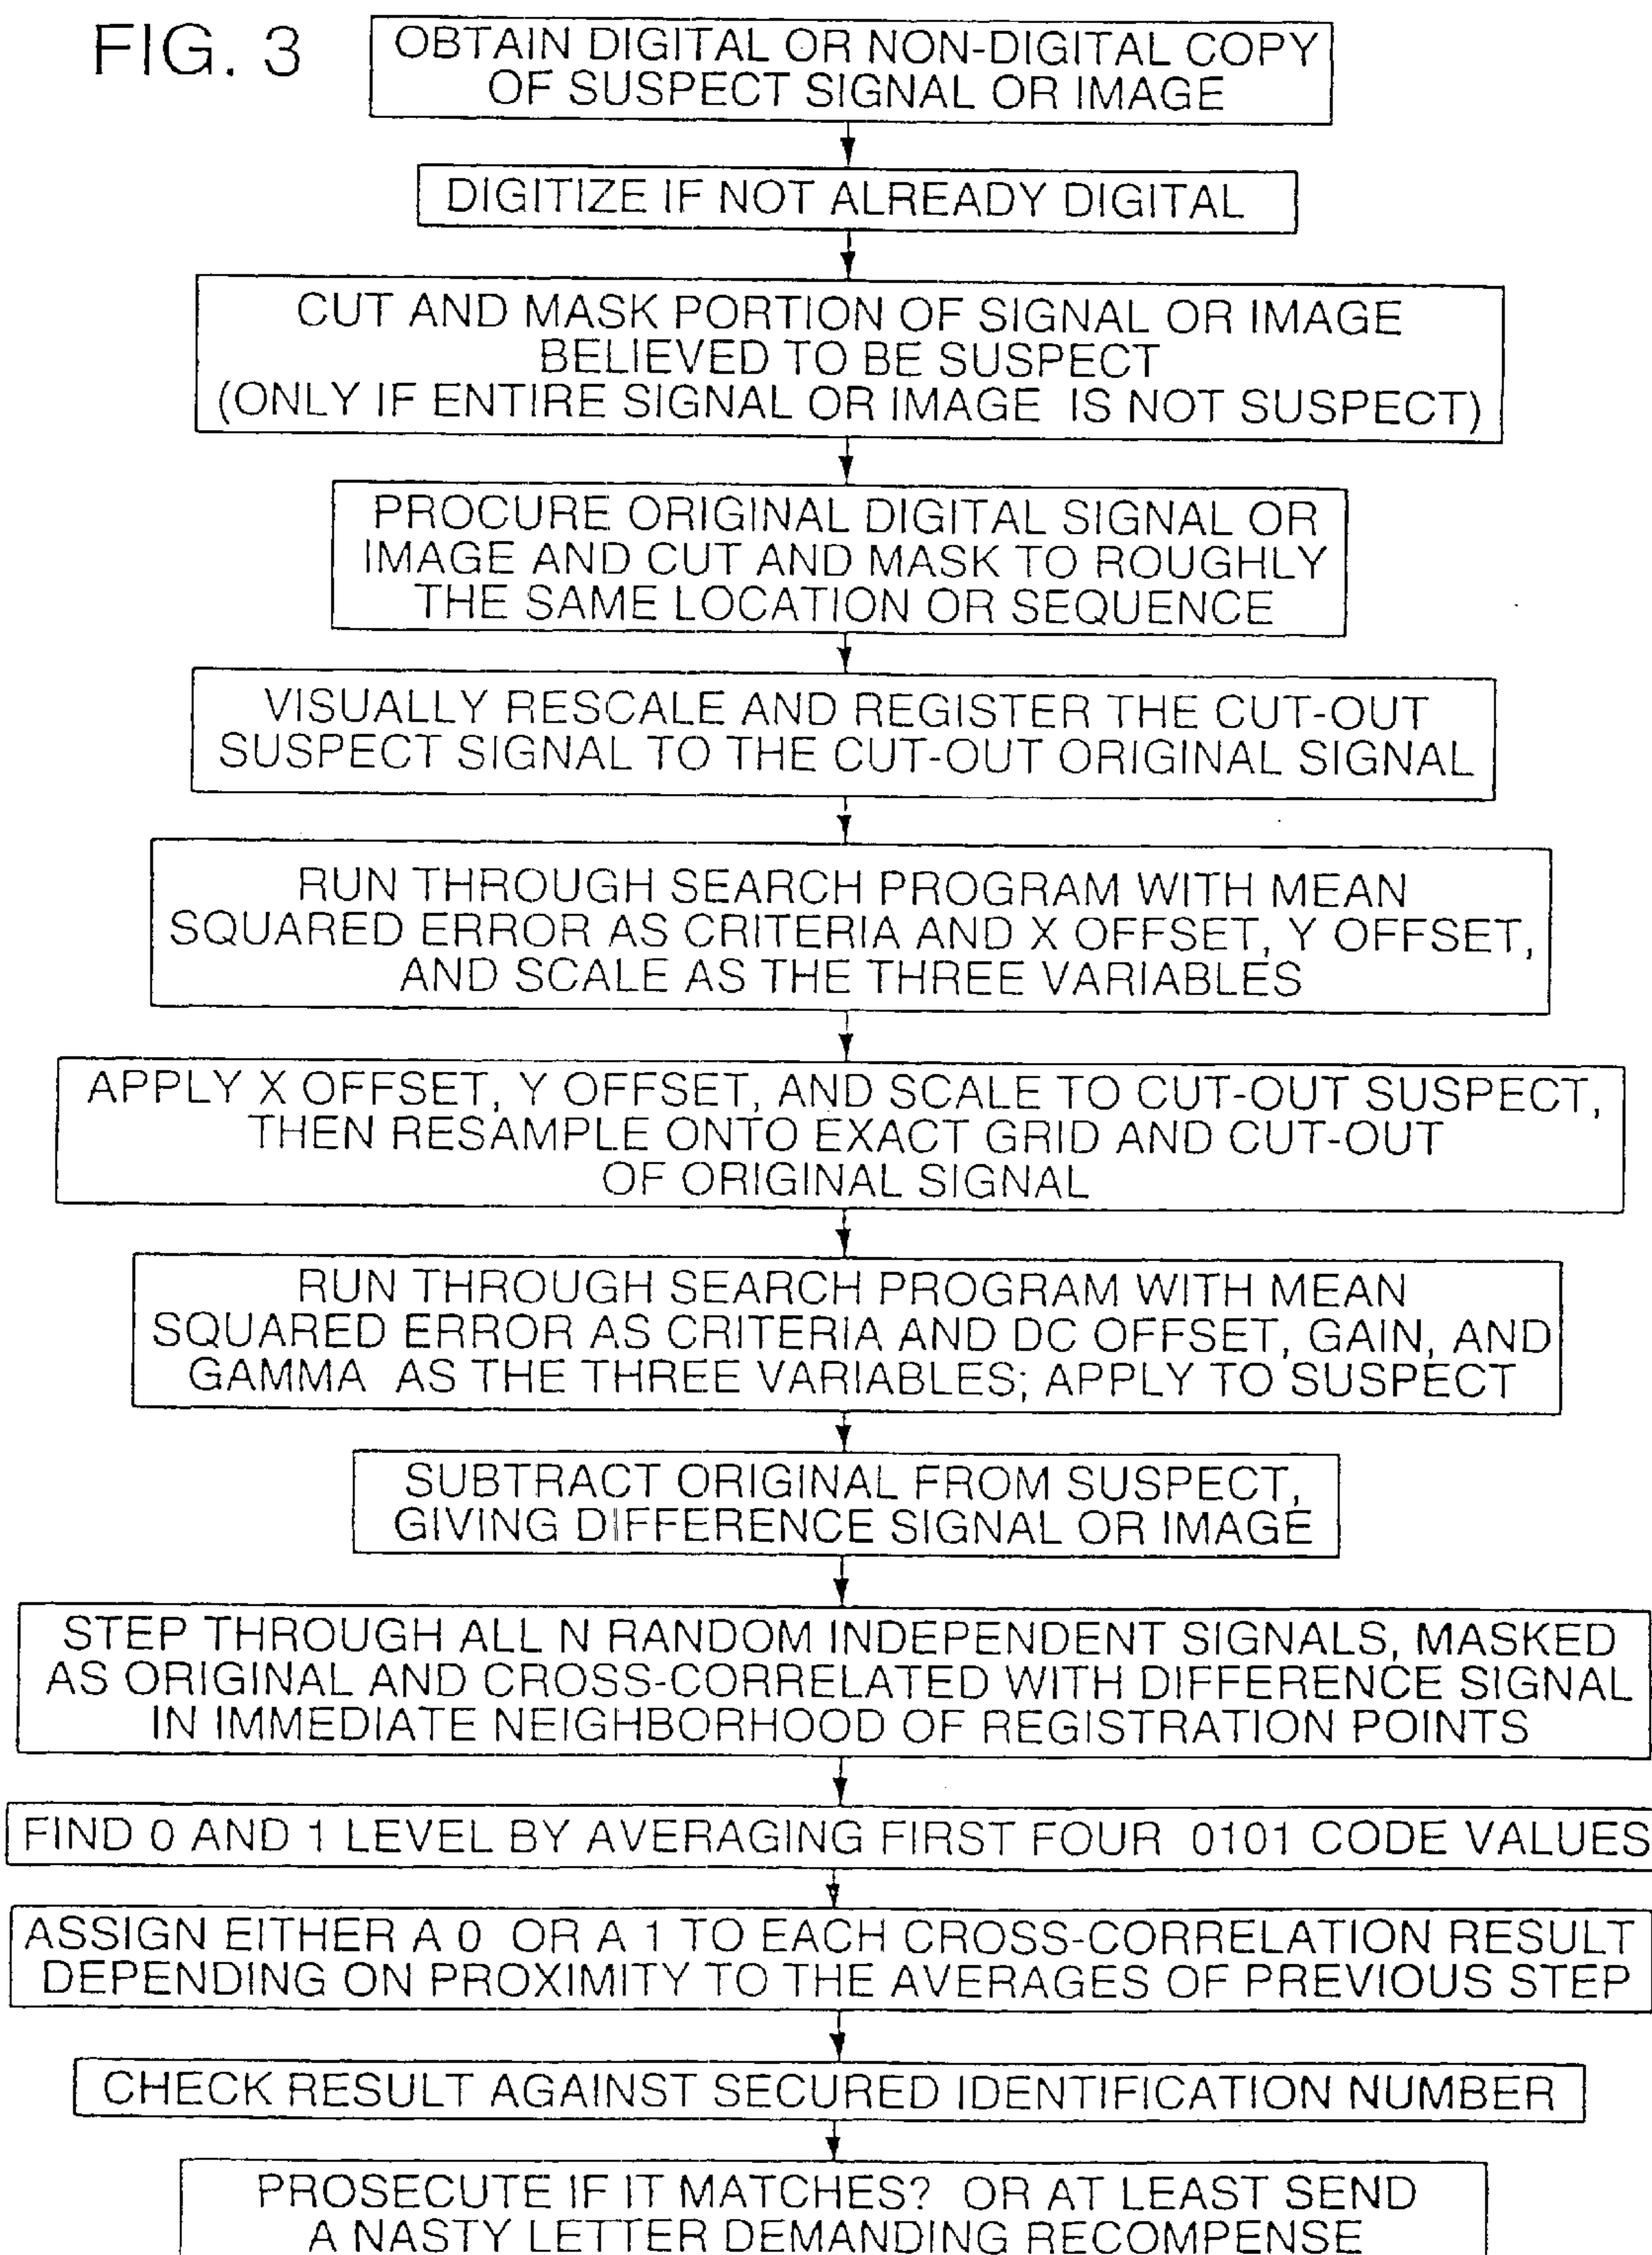 FIG. 3
OBTAIN DIGITAL OR NON-DIGITAL COPY
OF SUSPECT SIGNAL OR IMAGE
DIGITIZE IF NOT ALREADY DIGITAL
CUT AND MASK PORTION OF SIGNAL OR IMAGE
BELIEVED TO BE SUSPECT
(ONLY IF ENTIRE SIGNAL OR IMAGE IS NOT SUSPECT)
PROCURE ORIGINAL DIGITAL SIGNAL OR
IMAGE AND CUT AND MASK TO ROUGHLY
THE SAME LOCATION OR SEQUENCE
VISUALLY RESCALE AND REGISTER THE CUT-OUT
SUSPECT SIGNAL TO THE CUT-OUT ORIGINAL SIGNAL
RUN THROUGH SEARCH PROGRAM WITH MEAN
SQUARED ERROR AS CRITERIA AND X OFFSET, Y OFFSET,
AND SCALE AS THE THREE VARIABLES
APPLY X OFFSET, Y OFFSET, AND SCALE TO CUT-OUT SUSPECT,
THEN RESAMPLE ONTO EXACT GRID AND CUT-OUT
OF ORIGINAL SIGNAL
RUN THROUGH SEARCH PROGRAM WITH MEAN
SQUARED ERROR AS CRITERIA AND DC OFFSET, GAIN, AND
GAMMA AS THE THREE VARIABLES; APPLY TO SUSPECT
SUBTRACT ORIGINAL FROM SUSPECT,
GIVING DIFFERENCE SIGNAL OR IMAGE
STEP THROUGH ALL N RANDOM INDEPENDENT SIGNALS, MASKED
AS ORIGINAL AND CROSS-CORRELATED WITH DIFFERENCE SIGNAL
IN IMMEDIATE NEIGHBORHOOD OF REGISTRATION POINTS
FIND 0 AND 1 LEVEL BY AVERAGING FIRST FOUR 0101 CODE VALUES
ASSIGN EITHER A 0 OR A 1 TO EACH CROSS-CORRELATION RESULT
DEPENDING ON PROXIMITY TO THE AVERAGES OF PREVIOUS STEP
CHECK RESULT AGAINST SECURED IDENTIFICATION NUMBER
PROSECUTE IF IT MATCHES? OR AT LEAST SEND
A NASTY LETTER DEMANDING RECOMPENSE